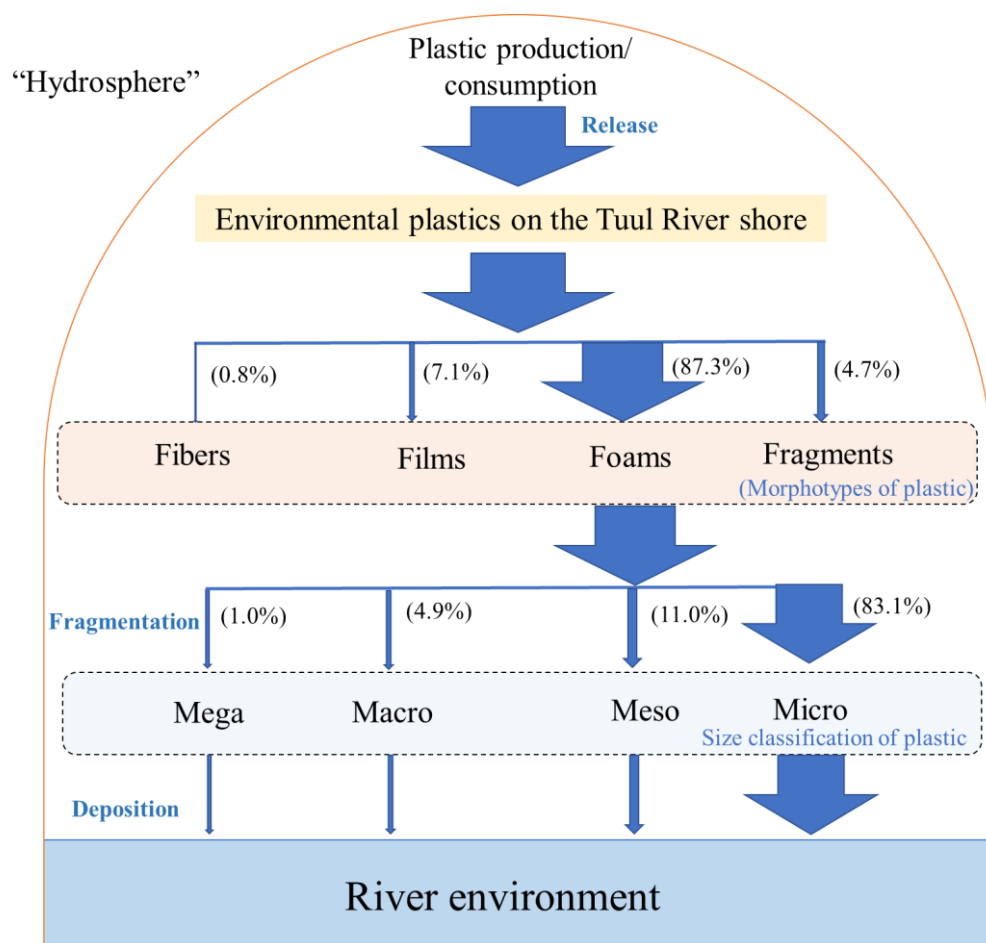 Plastic production/
consumption
“Hydrosphere”
Release
Environmental plastics on the Tuul River shore
(0.8%)
(7.1%)
(87.3%)
(4.7%)
Fibers
Films
Foams
Fragments
(Morphotypes of plastic)
Fragmentation
(1.0%)
(4.9%)
(11.0%)
(83.1%)
Mega
Macro
Meso
Micro
Size classification of plastic
Deposition
River environment